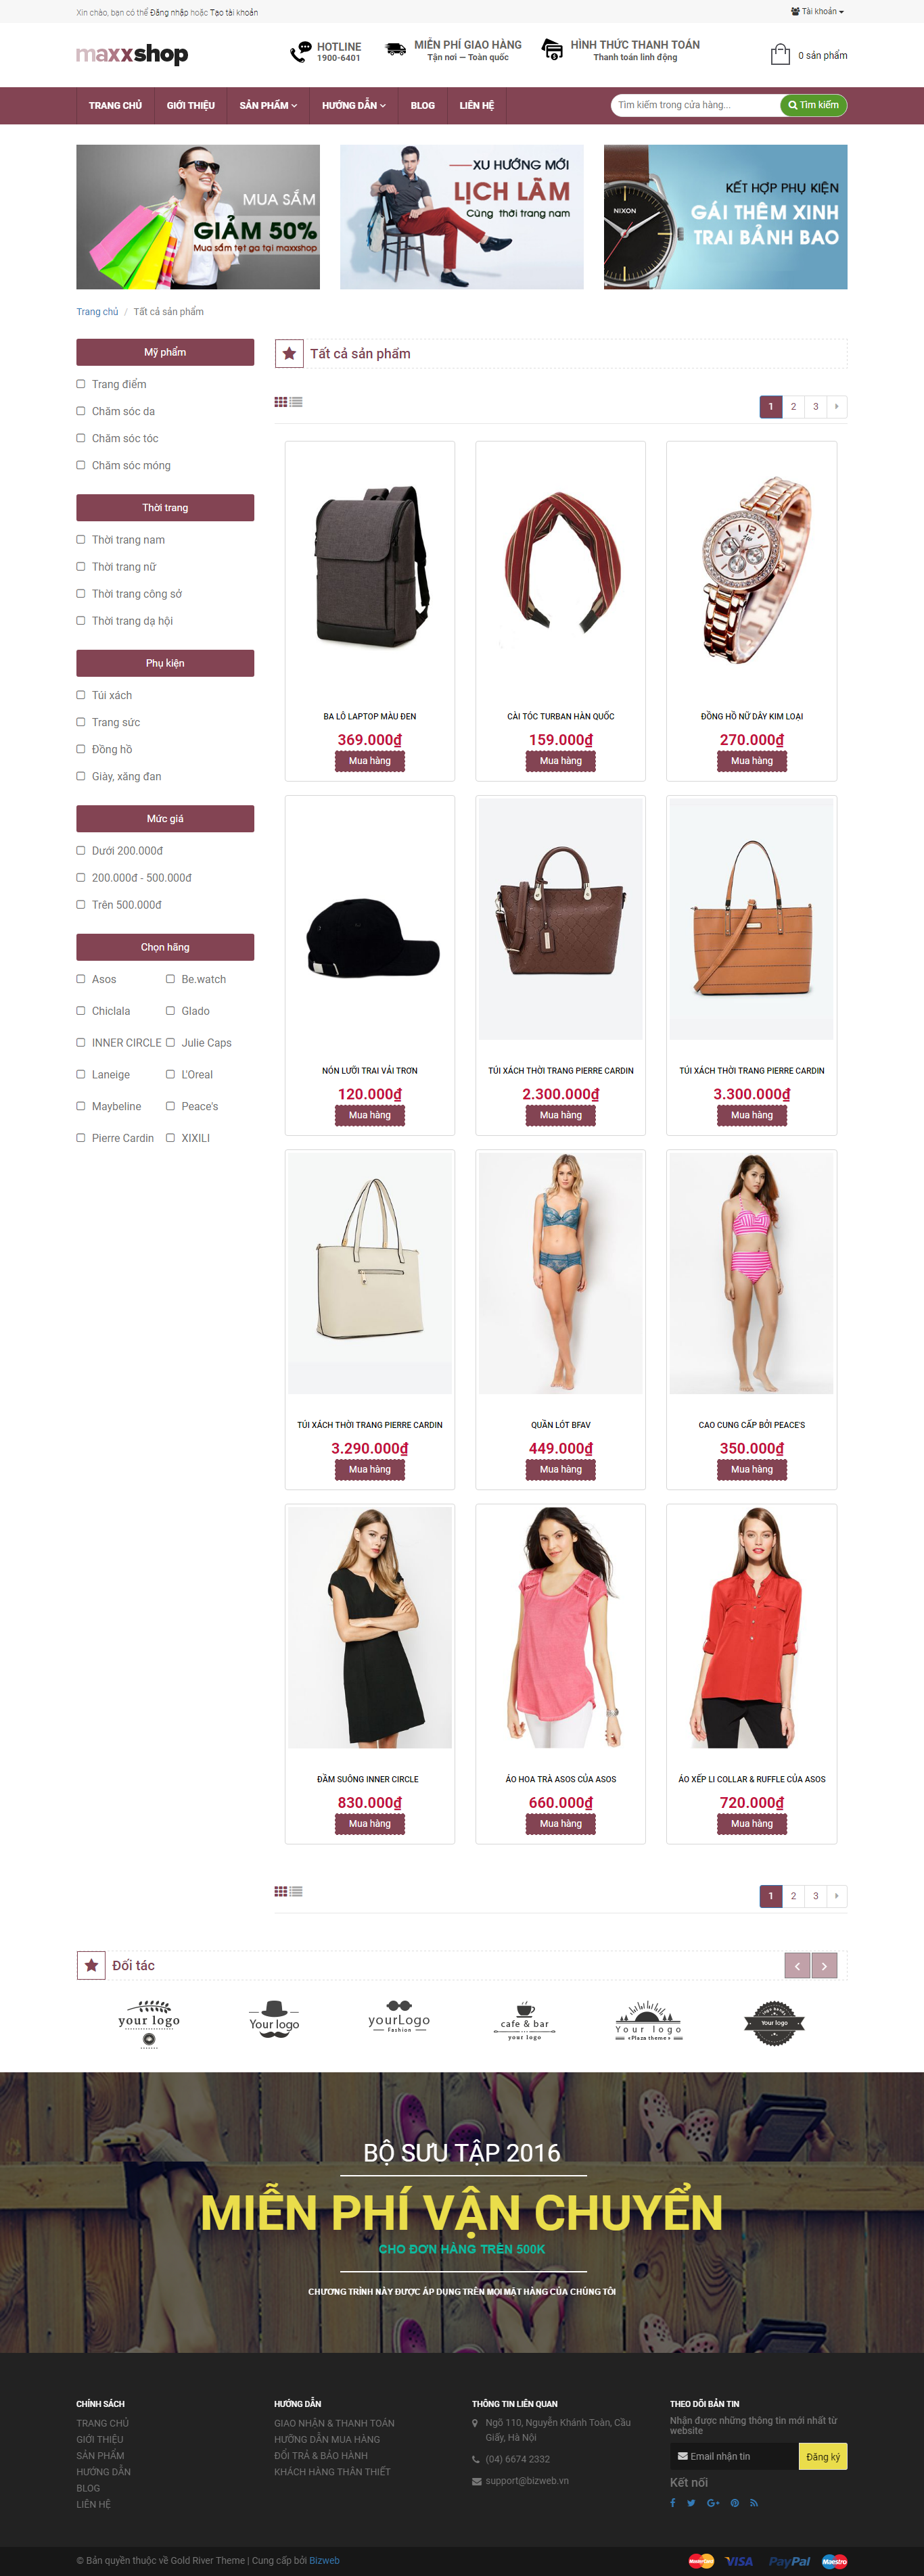 Xin chào, bạn có thể Đăng nhập hoặc Tạo tài khoản
Tài khoản
maxxshop
HOTLINE
1900-6401
MIỄN PHÍ GIAO HÀNG
Tận nơi — Toàn quốc
HÌNH THỨC THANH TOÁN
Thanh toán linh động
0 sản phẩm
TRANG CHỦ
GIỚI THIỆU
SẢN PHẨM
HƯỚNG DẪN
BLOG
LIÊN HỆ
Tìm kiếm trong cửa hàng...
Tìm kiếm
MUA SẮM
GIẢM 50%
Mua sắm tẹt ga tại maxxshop
XU HƯỚNG MỚI
LỊCH LÃM
Cùng thời trang nam
NIXON
KẾT HỢP PHỤ KIỆN
GÁI THÊM XINH
TRAI BẢNH BAO
Trang chủ / Tất cả sản phẩm
Mỹ phẩm
Trang điểm
Chăm sóc da
Chăm sóc tóc
Chăm sóc móng
Thời trang
Thời trang nam
Thời trang nữ
Thời trang công sở
Thời trang dạ hội
Phụ kiện
Túi xách
Trang sức
Đồng hồ
Giày, xăng đan
Mức giá
Dưới 200.000đ
200.000đ - 500.000đ
Trên 500.000đ
Chọn hãng
Asos
Be.watch
Chiclala
Glado
INNER CIRCLE
Julie Caps
Laneige
L'Oreal
Maybeline
Peace's
Pierre Cardin
XIXILI
Tất cả sản phẩm
1 2 3
BA LÔ LAPTOP MÀU ĐEN
369.000₫
Mua hàng
CÀI TÓC TURBAN HÀN QUỐC
159.000₫
Mua hàng
ĐỒNG HỒ NỮ DÂY KIM LOẠI
270.000₫
Mua hàng
NÓN LƯỠI TRAI VẢI TRƠN
120.000₫
Mua hàng
TÚI XÁCH THỜI TRANG PIERRE CARDIN
2.300.000₫
Mua hàng
TÚI XÁCH THỜI TRANG PIERRE CARDIN
3.300.000₫
Mua hàng
TÚI XÁCH THỜI TRANG PIERRE CARDIN
3.290.000₫
Mua hàng
QUẦN LÓT BFAV
449.000₫
Mua hàng
CAO CUNG CẤP BỞI PEACE'S
350.000₫
Mua hàng
ĐẦM SUÔNG INNER CIRCLE
830.000₫
Mua hàng
ÁO HOA TRÀ ASOS CỦA ASOS
660.000₫
Mua hàng
ÁO XẾP LI COLLAR & RUFFLE CỦA ASOS
720.000₫
Mua hàng
1 2 3
Đối tác
your logo
Your logo
yourLogo
Fashion
cafe & bar
your logo
Your logo
«Plaza theme»
Your logo
BỘ SƯU TẬP 2016
MIỄN PHÍ VẬN CHUYỂN
CHO ĐƠN HÀNG TRÊN 500K
CHƯƠNG TRÌNH NÀY ĐƯỢC ÁP DỤNG TRÊN MỌI MẶT HÀNG CỦA CHÚNG TÔI
CHÍNH SÁCH
TRANG CHỦ
GIỚI THIỆU
SẢN PHẨM
HƯỚNG DẪN
BLOG
LIÊN HỆ
HƯỚNG DẪN
GIAO NHẬN & THANH TOÁN
HƯỠNG DẪN MUA HÀNG
ĐỔI TRẢ & BẢO HÀNH
KHÁCH HÀNG THÂN THIẾT
THÔNG TIN LIÊN QUAN
Ngõ 110, Nguyễn Khánh Toàn, Cầu
Giấy, Hà Nội
(04) 6674 2332
support@bizweb.vn
THEO DÕI BẢN TIN
Nhận được những thông tin mới nhất từ
website
Email nhận tin
Đăng ký
Kết nối
© Bản quyền thuộc về Gold River Theme | Cung cấp bởi Bizweb
MasterCard
VISA
PayPal
Maestro